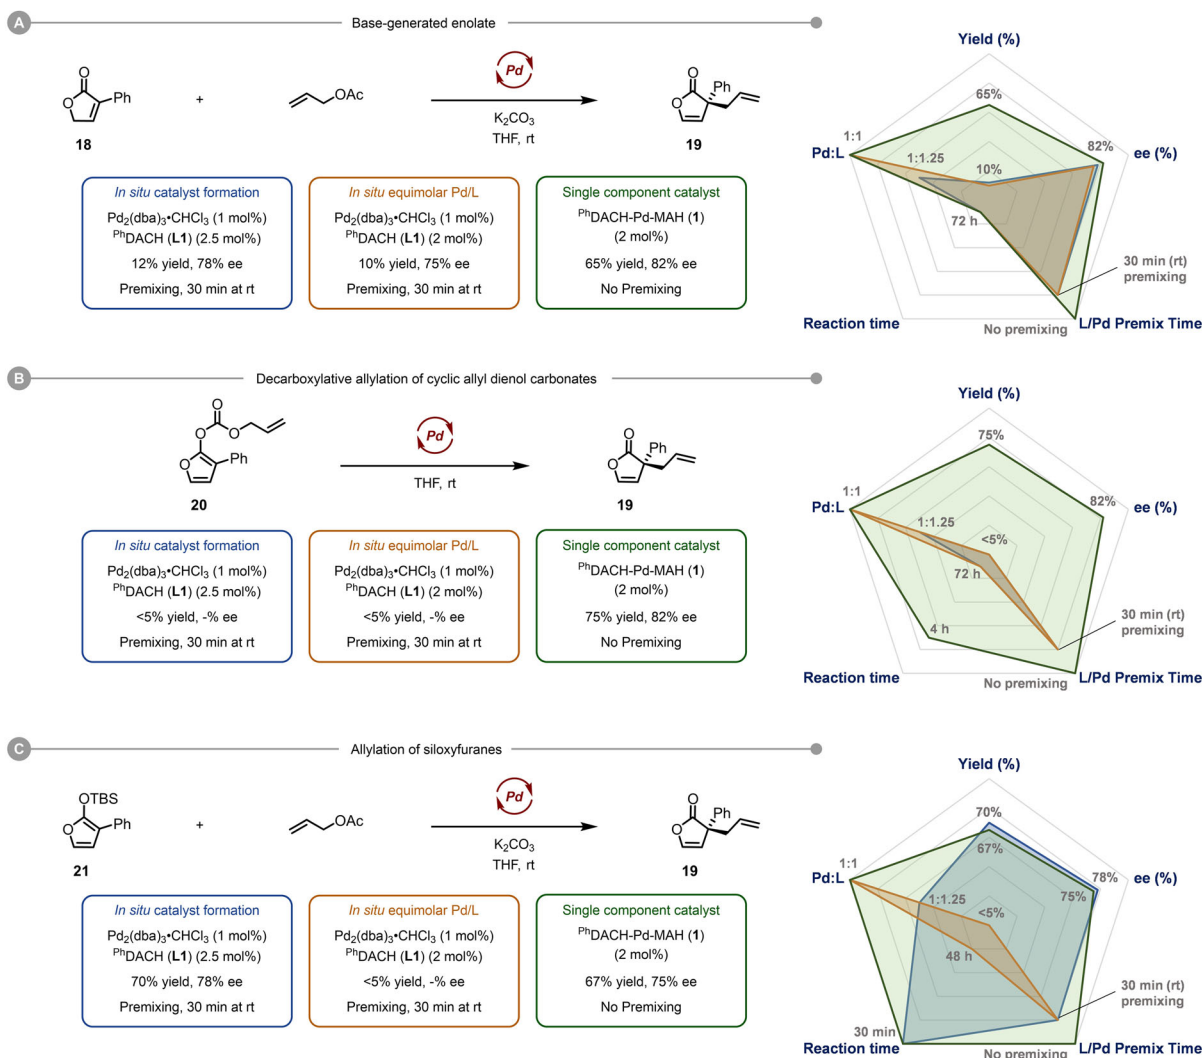 A
Base-generated enolate
O
O
Ph
18
+
OAc
Pd
K₂CO₃
THF, rt
O
O
Ph
19
In situ catalyst formation
Pd₂(dba)₃•CHCl₃ (1 mol%)
ᴾʰDACH (L1) (2.5 mol%)
12% yield, 78% ee
Premixing, 30 min at rt
In situ equimolar Pd/L
Pd₂(dba)₃•CHCl₃ (1 mol%)
ᴾʰDACH (L1) (2 mol%)
10% yield, 75% ee
Premixing, 30 min at rt
Single component catalyst
ᴾʰDACH-Pd-MAH (1)
(2 mol%)
65% yield, 82% ee
No Premixing
Yield (%)
65%
1:1
Pd:L
1:1.25
10%
82%
ee (%)
72 h
30 min (rt)
premixing
Reaction time
No premixing
L/Pd Premix Time
B
Decarboxylative allylation of cyclic allyl dienol carbonates
O
O
O
O
Ph
20
Pd
THF, rt
O
O
Ph
19
In situ catalyst formation
Pd₂(dba)₃•CHCl₃ (1 mol%)
ᴾʰDACH (L1) (2.5 mol%)
<5% yield, -% ee
Premixing, 30 min at rt
In situ equimolar Pd/L
Pd₂(dba)₃•CHCl₃ (1 mol%)
ᴾʰDACH (L1) (2 mol%)
<5% yield, -% ee
Premixing, 30 min at rt
Single component catalyst
ᴾʰDACH-Pd-MAH (1)
(2 mol%)
75% yield, 82% ee
No Premixing
Yield (%)
75%
1:1
Pd:L
1:1.25
<5%
82%
ee (%)
72 h
4 h
30 min (rt)
premixing
Reaction time
No premixing
L/Pd Premix Time
C
Allylation of siloxyfuranes
OTBS
O
Ph
21
+
OAc
Pd
K₂CO₃
THF, rt
O
O
Ph
19
In situ catalyst formation
Pd₂(dba)₃•CHCl₃ (1 mol%)
ᴾʰDACH (L1) (2.5 mol%)
70% yield, 78% ee
Premixing, 30 min at rt
In situ equimolar Pd/L
Pd₂(dba)₃•CHCl₃ (1 mol%)
ᴾʰDACH (L1) (2 mol%)
<5% yield, -% ee
Premixing, 30 min at rt
Single component catalyst
ᴾʰDACH-Pd-MAH (1)
(2 mol%)
67% yield, 75% ee
No Premixing
Yield (%)
70%
67%
1:1
Pd:L
1:1.25
<5%
78%
75%
ee (%)
48 h
30 min (rt)
premixing
30 min
Reaction time
No premixing
L/Pd Premix Time